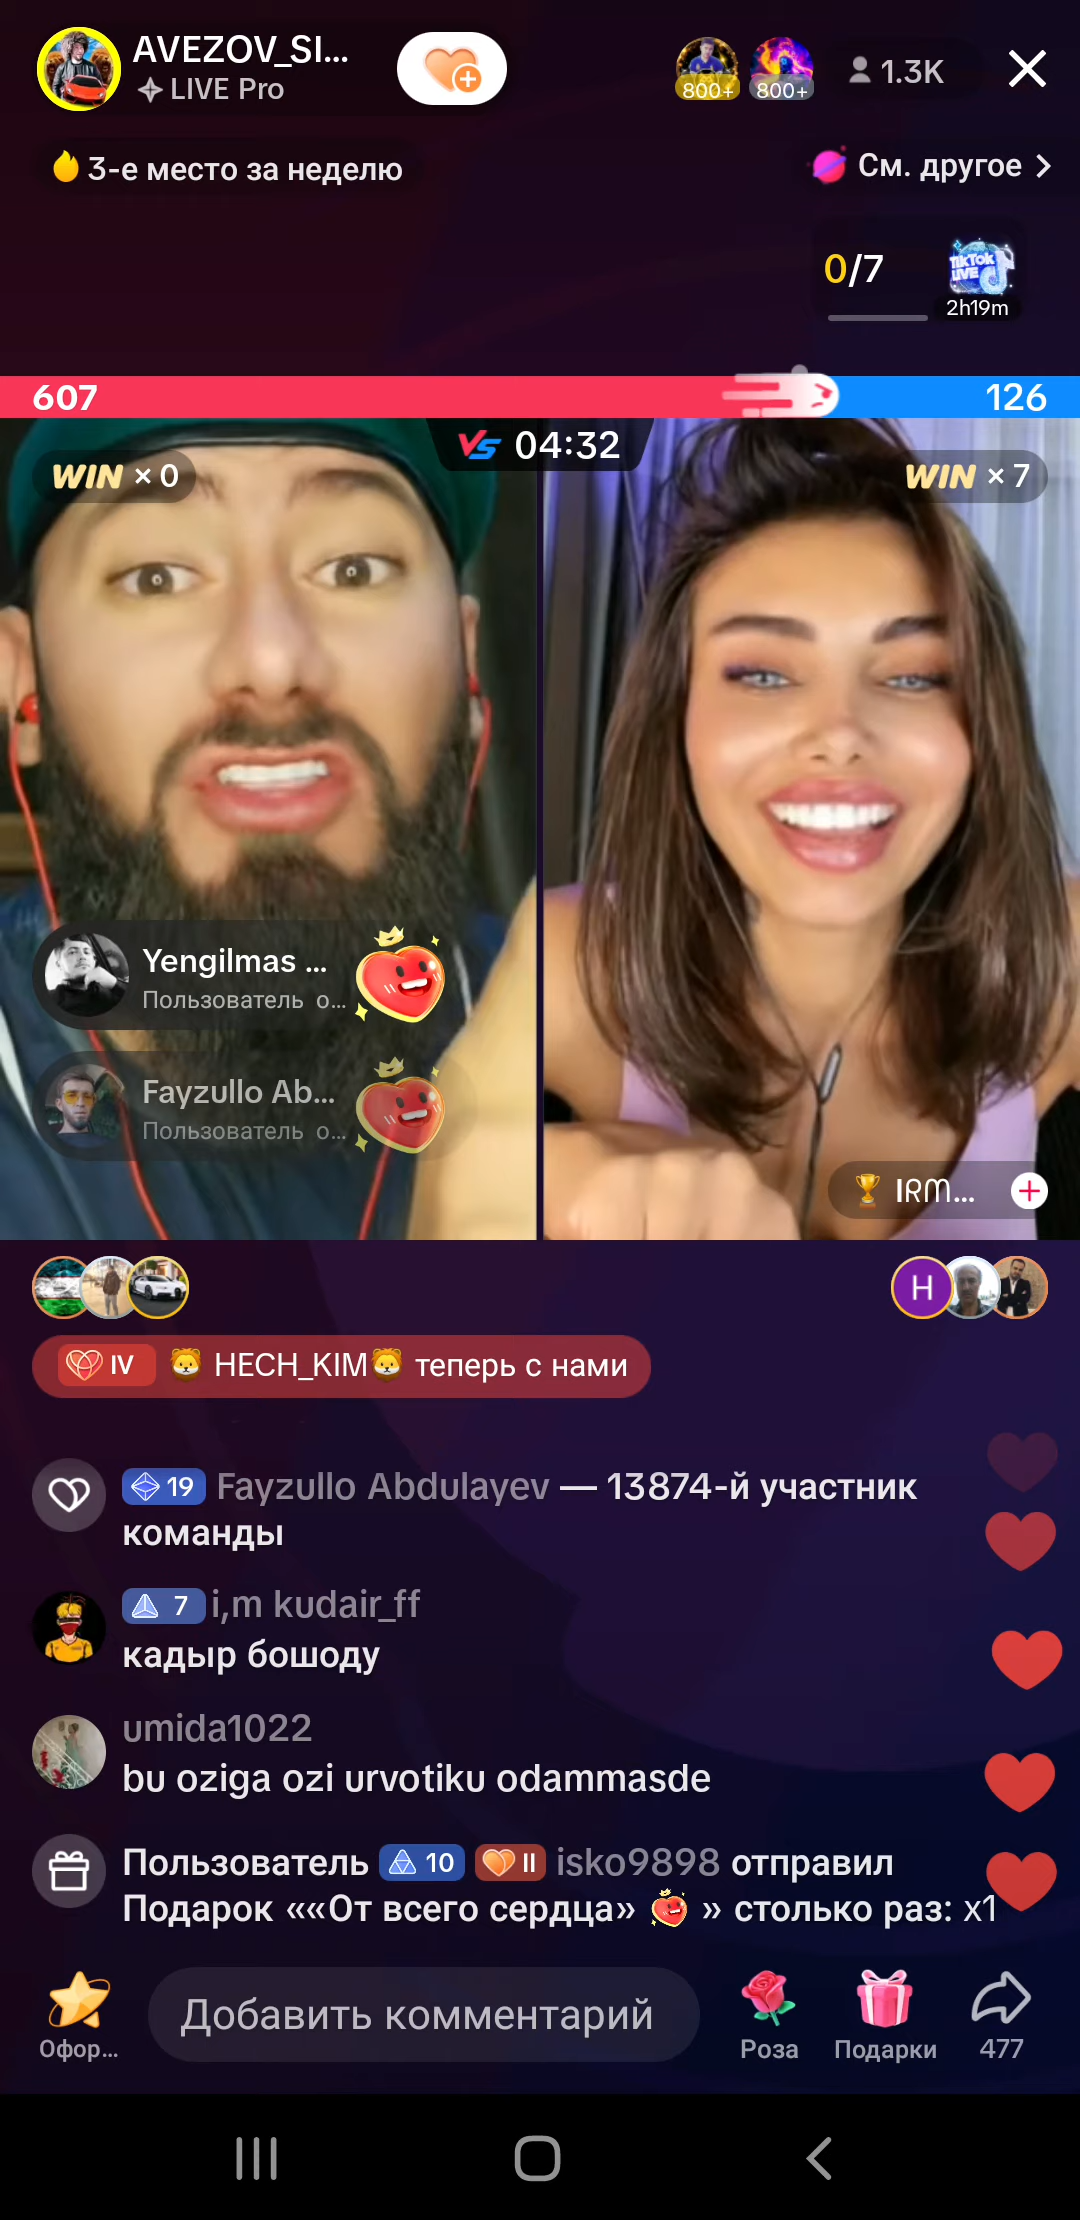 AVEZOV_SI...
LIVE Pro
800+
800+
1.3K
3-е место за неделю
См. другое
0/7
TikTok LIVE
2h19m
607
126
VS 04:32
WIN × 0
WIN × 7
Yengilmas ...
Пользователь о...
Fayzullo Ab...
Пользователь о...
🏆 IRM...
H
IV 🦁 HECH_KIM🦁 теперь с нами
19 Fayzullo Abdulayev — 13874-й участник
команды
7 i,m kudair_ff
кадыр бошоду
umida1022
bu oziga ozi urvotiku odammasde
Пользователь 10 II isko9898 отправил
Подарок ««От всего сердца» » столько раз: x1
Добавить комментарий
Офор...
Роза
Подарки
477